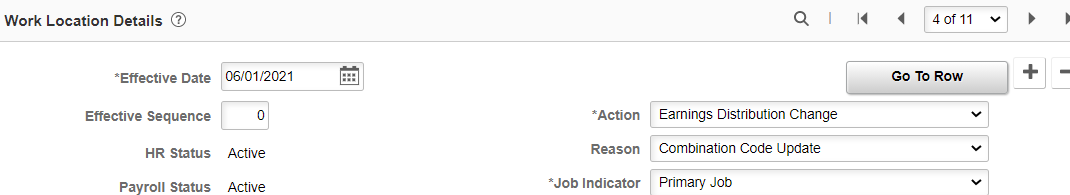 Work Location Details ?
4 of 11
*Effective Date 06/01/2021
Go To Row
Effective Sequence 0
*Action Earnings Distribution Change
HR Status Active
Reason Combination Code Update
Payroll Status Active
*Job Indicator Primary Job